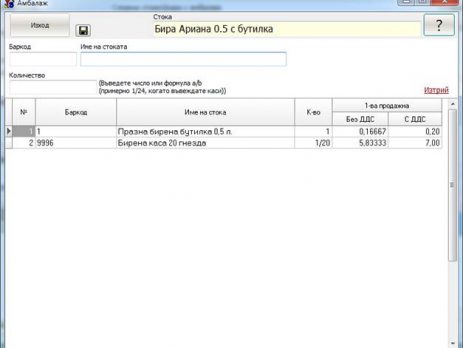 Амбалаж
Изход
Стока
Бира Ариана 0.5 с бутилка
?
Баркод
Име на стоката
Количество
(Въведете число или формула a/b
(примерно 1/24, когато въвеждате каси))
Изтрий
№ Баркод Име на стока К-во 1-ва продажна
Без ДДС С ДДС
1 1 Празна бирена бутилка 0,5 л. 1 0,16667 0,20
2 9996 Бирена каса 20 гнезда 1/20 5,83333 7,00